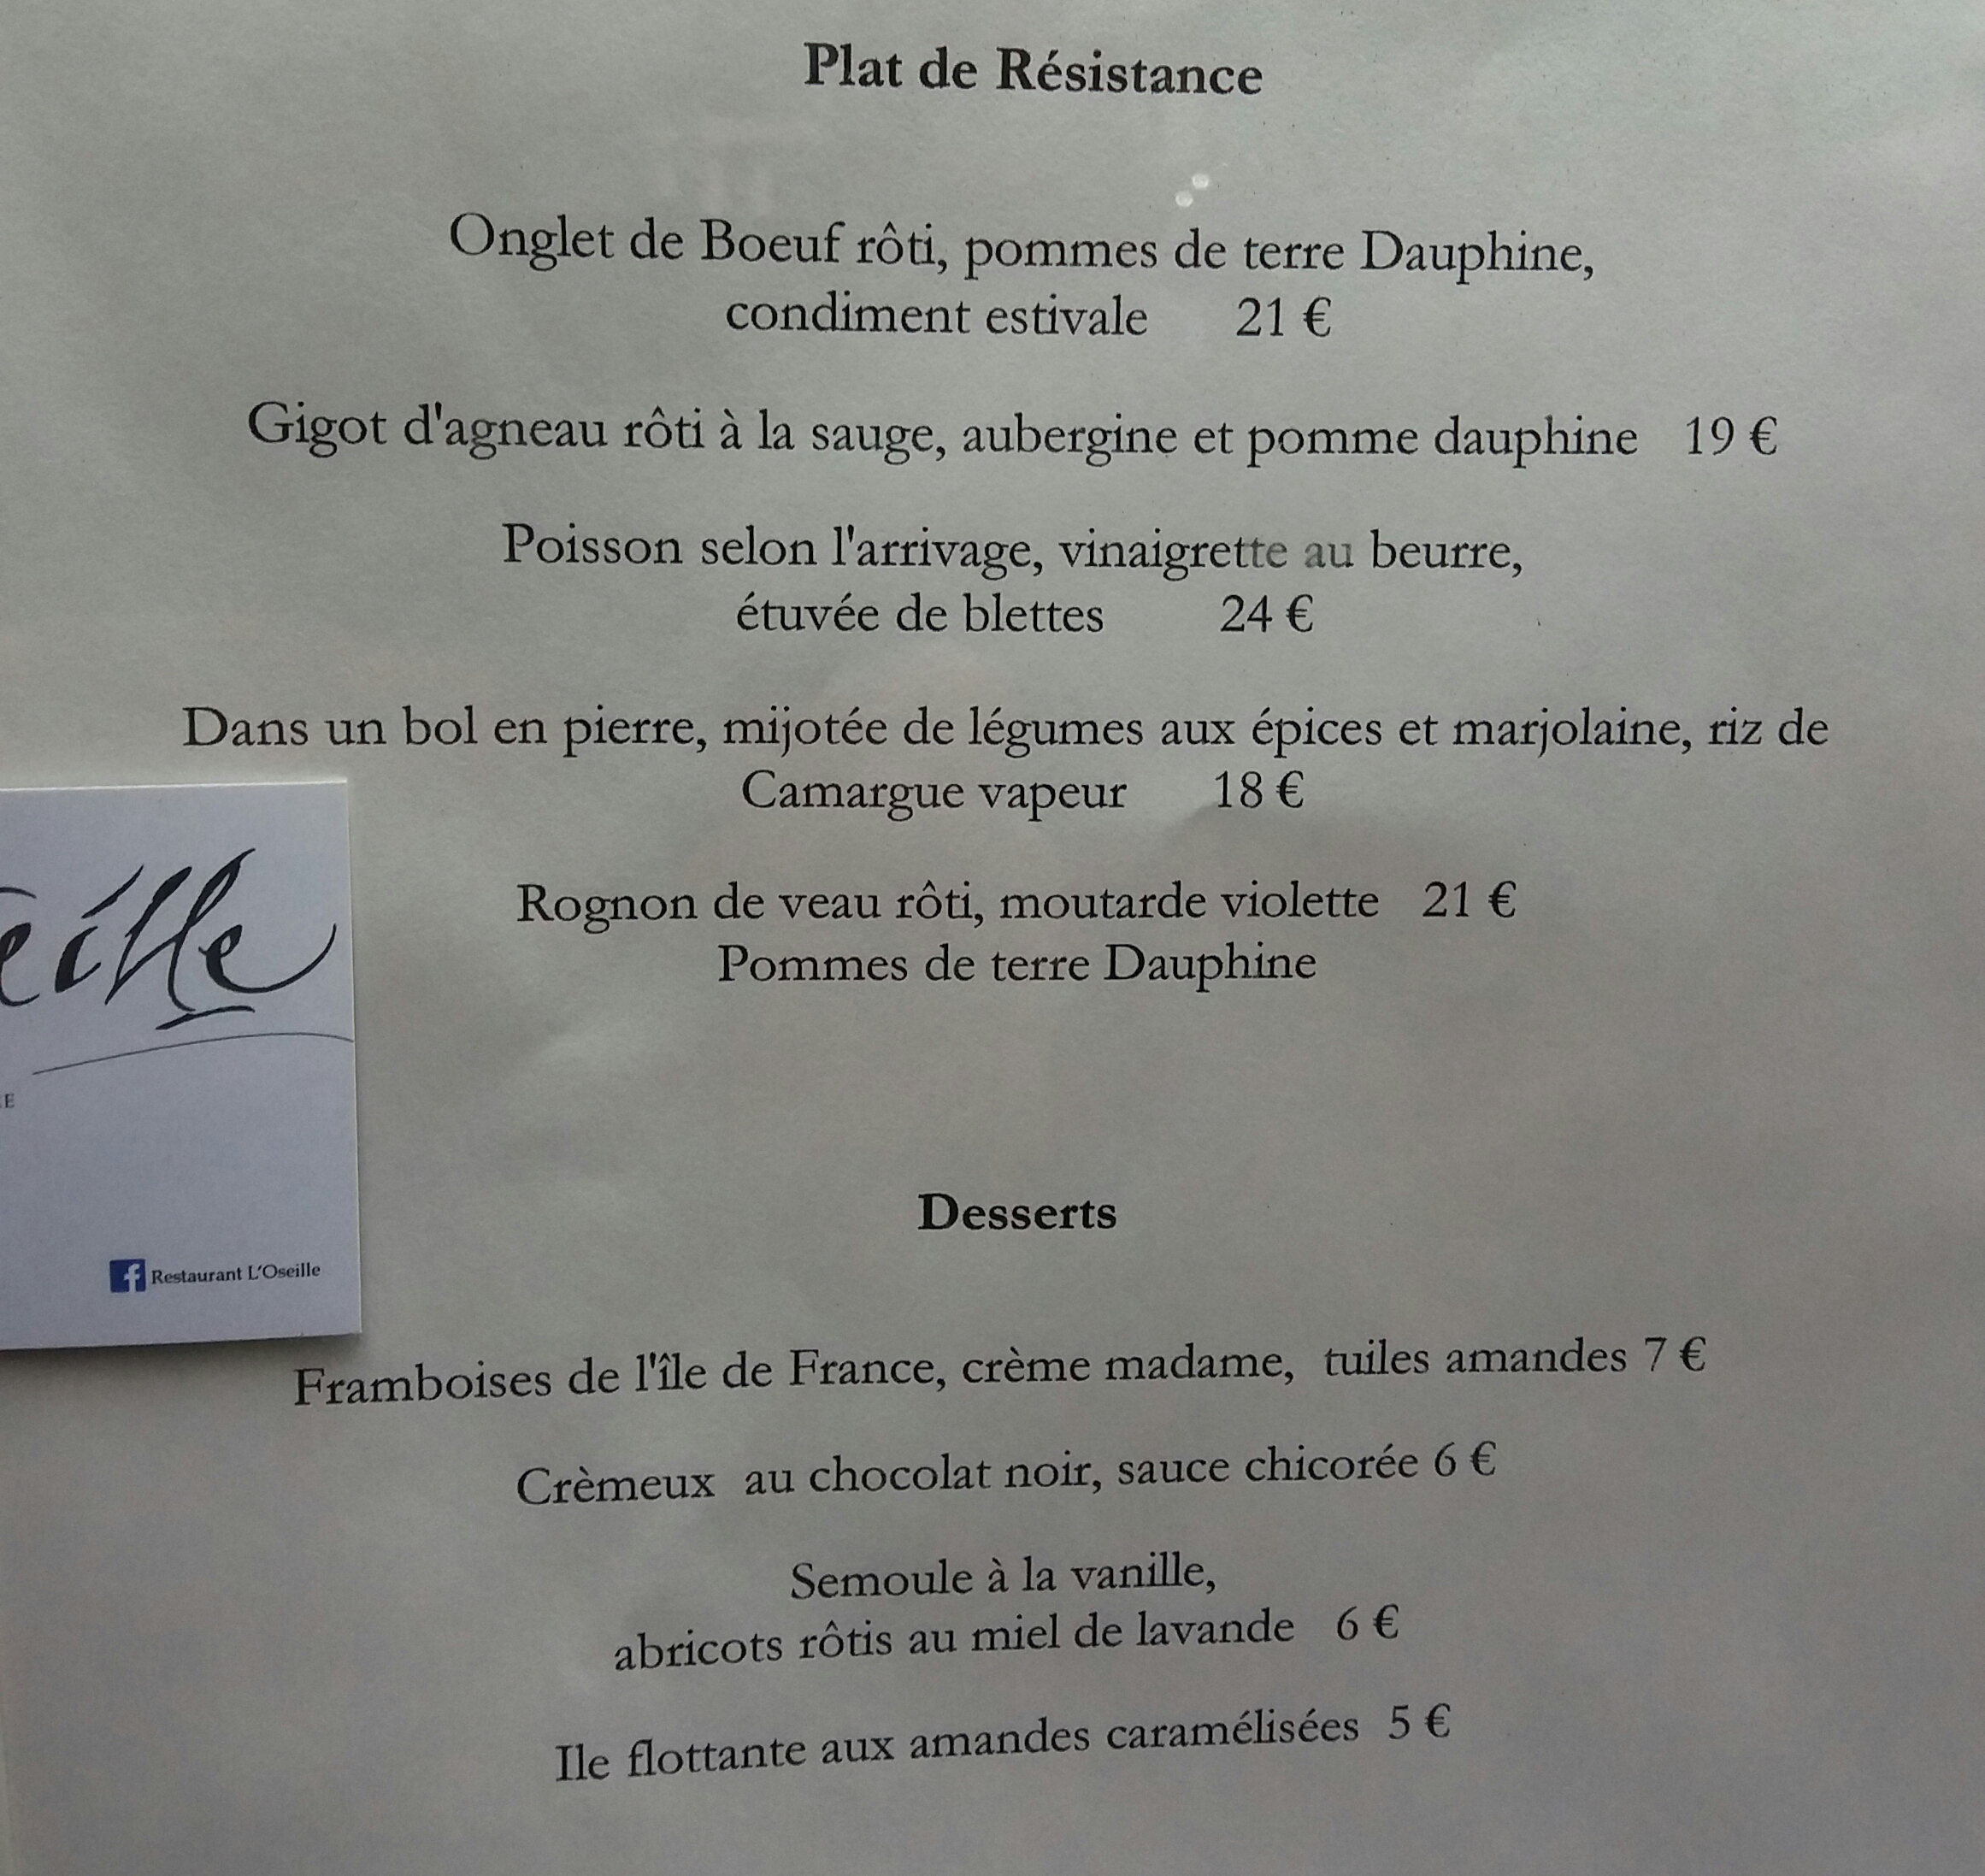 Plat de Résistance
Onglet de Boeuf rôti, pommes de terre Dauphine,
condiment estivale 21 €
Gigot d'agneau rôti à la sauge, aubergine et pomme dauphine 19 €
Poisson selon l'arrivage, vinaigrette au beurre,
étuvée de blettes 24 €
Dans un bol en pierre, mijotée de légumes aux épices et marjolaine, riz de
Camargue vapeur 18 €
Rognon de veau rôti, moutarde violette 21 €
Pommes de terre Dauphine
eille
E
f Restaurant L'Oseille
Desserts
Framboises de l'île de France, crème madame, tuiles amandes 7 €
Crèmeux au chocolat noir, sauce chicorée 6 €
Semoule à la vanille,
abricots rôtis au miel de lavande 6 €
Ile flottante aux amandes caramélisées 5 €